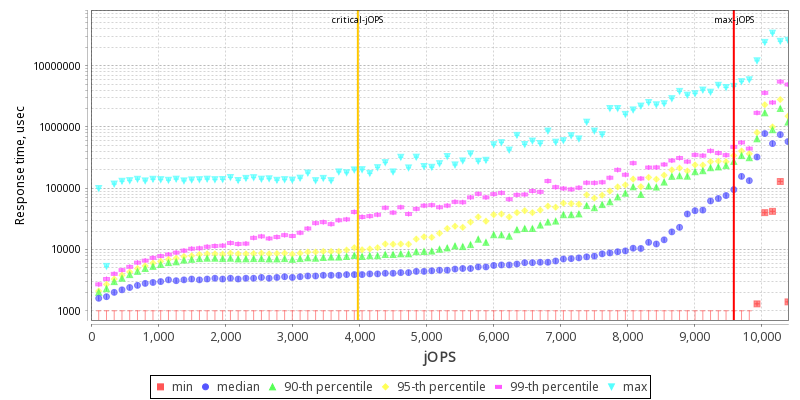 critical-jOPS
max-jOPS
10000000
1000000
100000
10000
1000
Response time, usec
0
1,000
2,000
3,000
4,000
5,000
6,000
7,000
8,000
9,000
10,000
jOPS
min
median
90-th percentile
95-th percentile
99-th percentile
max